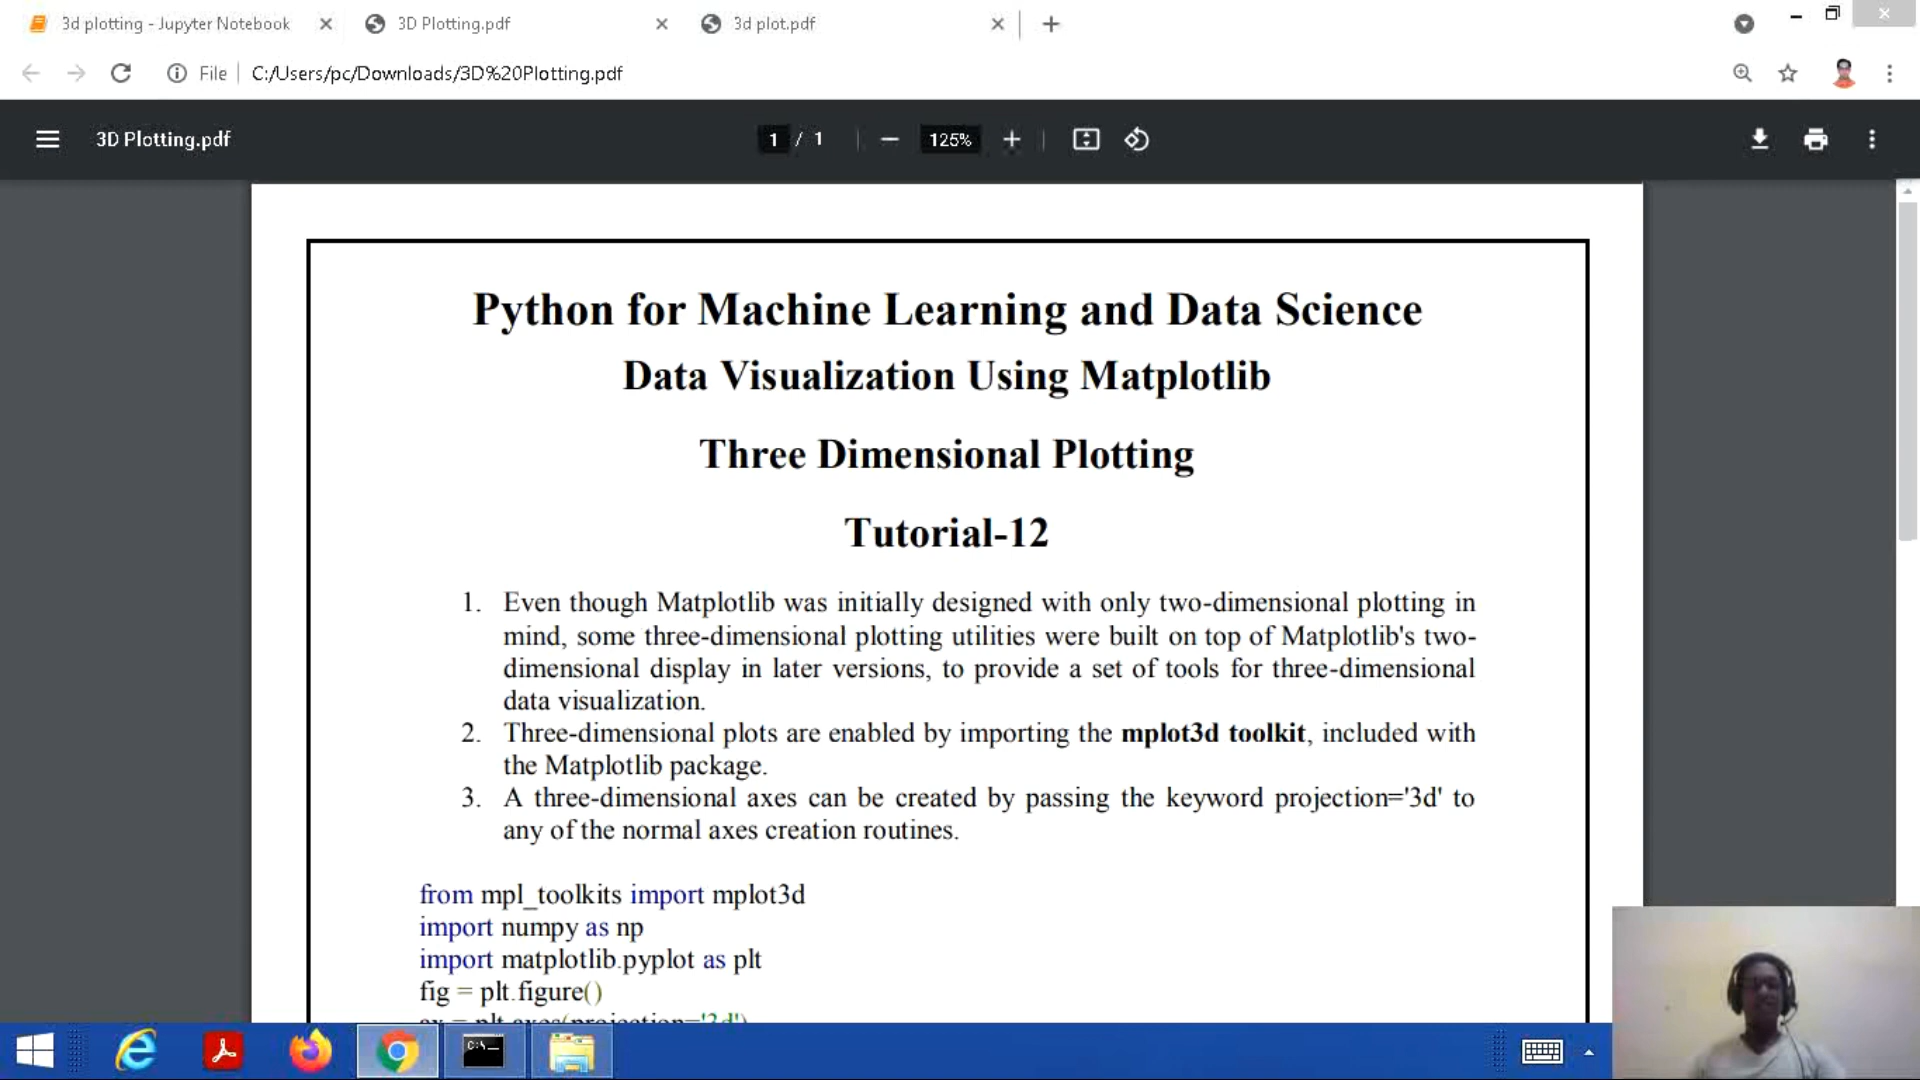 3d plotting - Jupyter Notebook
3D Plotting.pdf
3d plot.pdf
File
C:/Users/pc/Downloads/3D%20Plotting.pdf
3D Plotting.pdf
1 / 1
125%
Python for Machine Learning and Data Science
Data Visualization Using Matplotlib
Three Dimensional Plotting
Tutorial-12
1. Even though Matplotlib was initially designed with only two-dimensional plotting in
mind, some three-dimensional plotting utilities were built on top of Matplotlib's two-
dimensional display in later versions, to provide a set of tools for three-dimensional
data visualization.
2. Three-dimensional plots are enabled by importing the mplot3d toolkit, included with
the Matplotlib package.
3. A three-dimensional axes can be created by passing the keyword projection='3d' to
any of the normal axes creation routines.
from mpl_toolkits import mplot3d
import numpy as np
import matplotlib.pyplot as plt
fig = plt.figure()
ax = plt.axes(projection='3d')
C:\